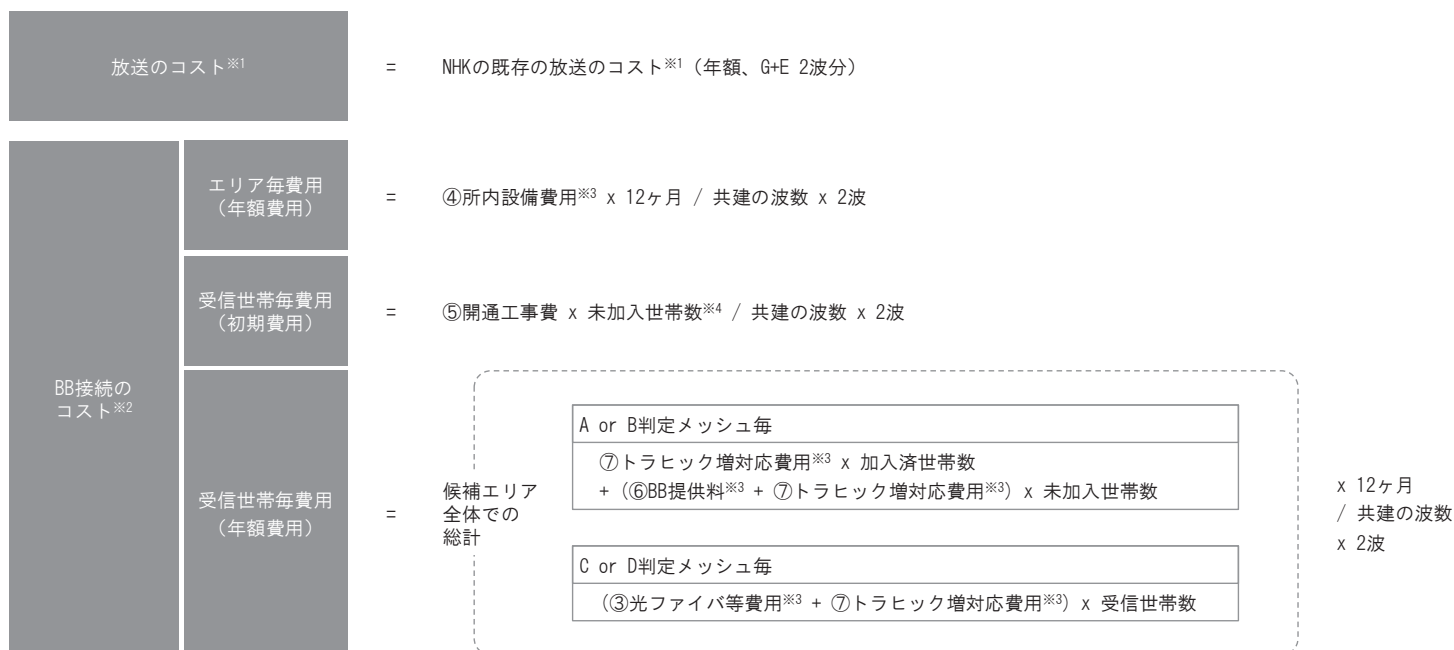 放送のコスト※1
=
NHKの既存の放送のコスト※1（年額、G+E 2波分）
BB接続の
コスト※2
エリア毎費用
（年額費用）
=
④所内設備費用※3 x 12ヶ月 / 共建の波数 x 2波
受信世帯毎費用
（初期費用）
=
⑤開通工事費 x 未加入世帯数※4 / 共建の波数 x 2波
受信世帯毎費用
（年額費用）
=
候補エリア
全体での
総計
A or B判定メッシュ毎
⑦トラヒック増対応費用※3 x 加入済世帯数
+ （⑥BB提供料※3 + ⑦トラヒック増対応費用※3）x 未加入世帯数
C or D判定メッシュ毎
（③光ファイバ等費用※3 + ⑦トラヒック増対応費用※3）x 受信世帯数
x 12ヶ月
/ 共建の波数
x 2波